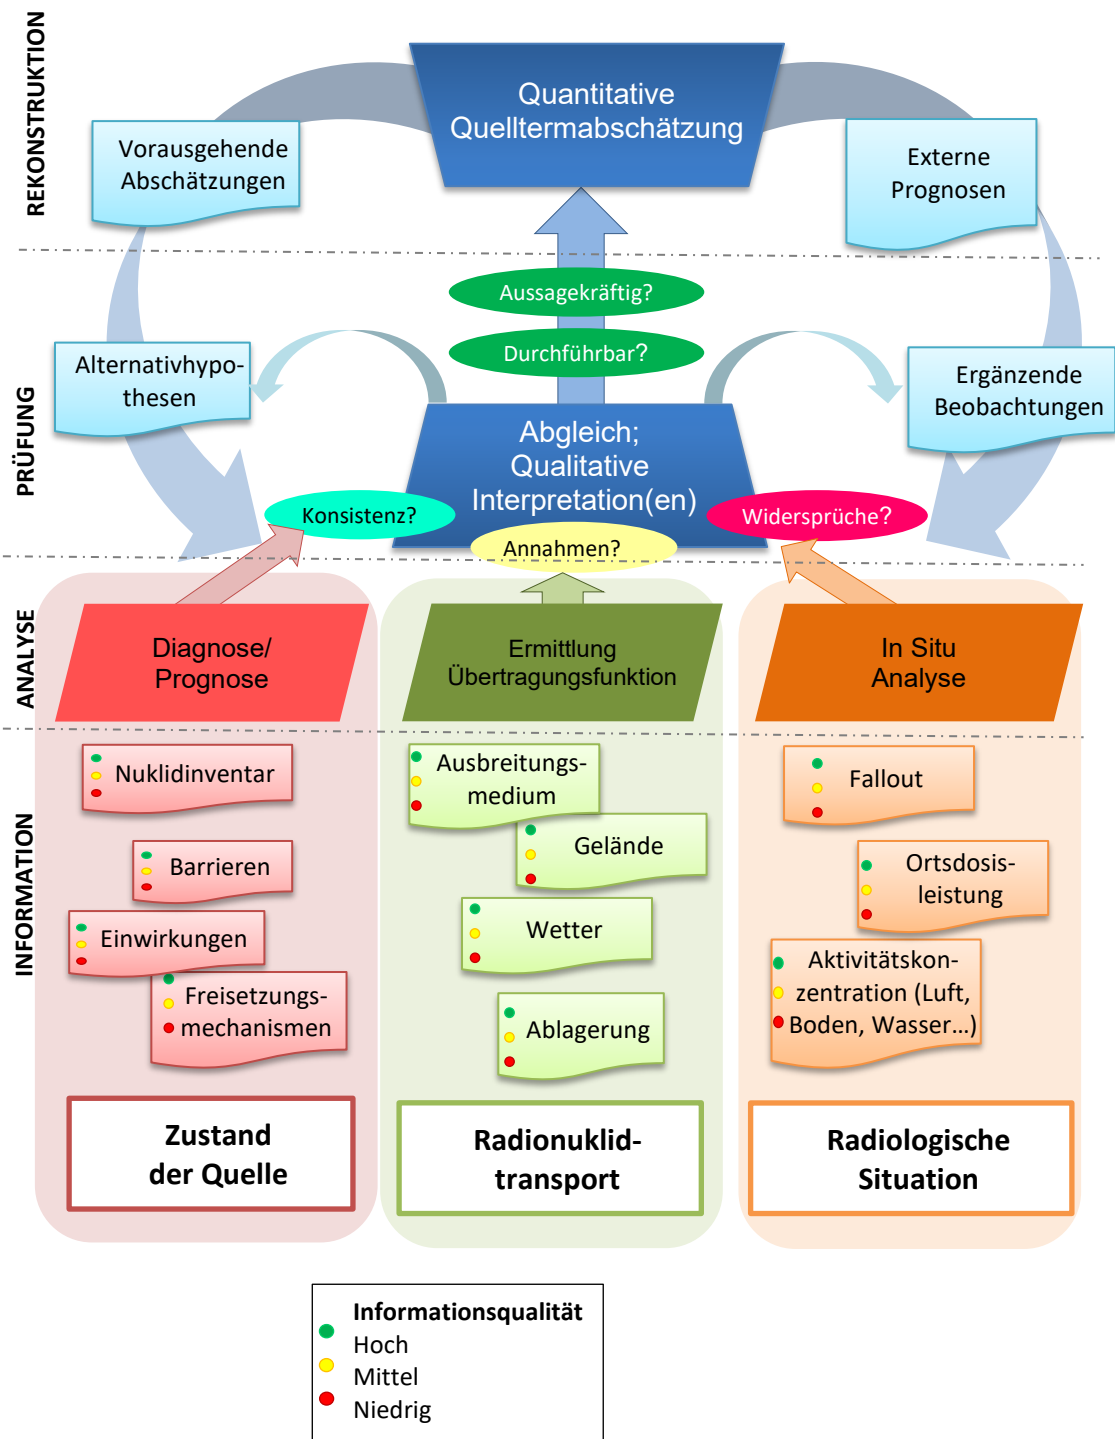 REKONSTRUKTION
Quantitative
Quelltermabschätzung
Vorausgehende
Abschätzungen
Externe
Prognosen
PRÜFUNG
Aussagekräftig?
Durchführbar?
Alternativhypo-
thesen
Ergänzende
Beobachtungen
Abgleich;
Qualitative
Interpretation(en)
Konsistenz?
Widersprüche?
Annahmen?
ANALYSE
Diagnose/
Prognose
Ermittlung
Übertragungsfunktion
In Situ
Analyse
INFORMATION
Nuklidinventar
Barrieren
Einwirkungen
Freisetzungs-
mechanismen
Ausbreitungs-
medium
Gelände
Wetter
Ablagerung
Fallout
Ortsdosis-
leistung
Aktivitätskon-
zentration (Luft,
Boden, Wasser...)
Zustand
der Quelle
Radionuklid-
transport
Radiologische
Situation
Informationsqualität
Hoch
Mittel
Niedrig